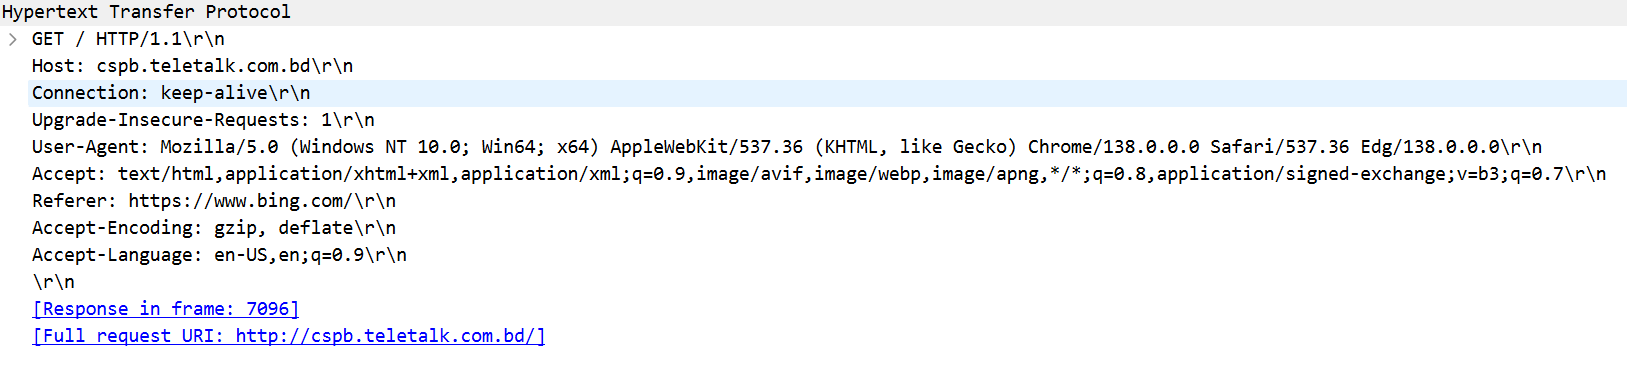 Hypertext Transfer Protocol
GET / HTTP/1.1\r\n
Host: cspb.teletalk.com.bd\r\n
Connection: keep-alive\r\n
Upgrade-Insecure-Requests: 1\r\n
User-Agent: Mozilla/5.0 (Windows NT 10.0; Win64; x64) AppleWebKit/537.36 (KHTML, like Gecko) Chrome/138.0.0.0 Safari/537.36 Edg/138.0.0.0\r\n
Accept: text/html,application/xhtml+xml,application/xml;q=0.9,image/avif,image/webp,image/apng,*/*;q=0.8,application/signed-exchange;v=b3;q=0.7\r\n
Referer: https://www.bing.com/\r\n
Accept-Encoding: gzip, deflate\r\n
Accept-Language: en-US,en;q=0.9\r\n
\r\n
[Response in frame: 7096]
[Full request URI: http://cspb.teletalk.com.bd/]